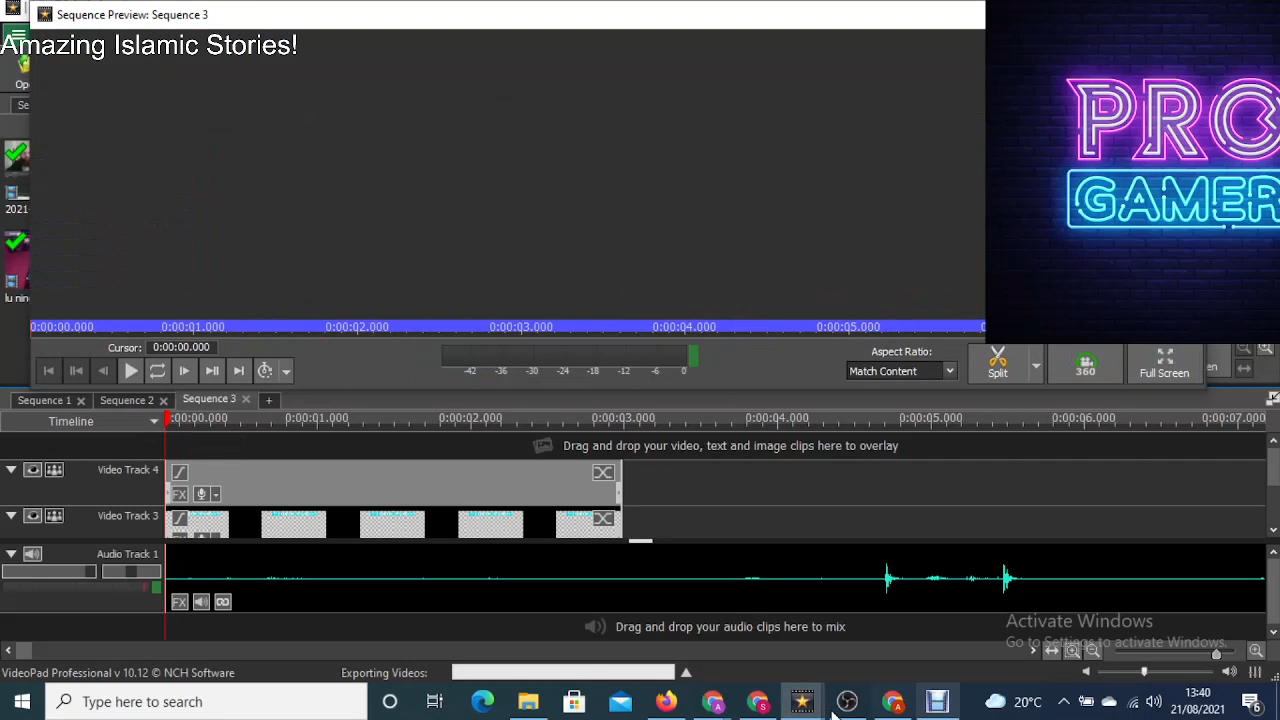 Sequence Preview: Sequence 3
Amazing Islamic Stories!
PRO
GAMER
Se
2021
lu nin
0:00:00.000 0:00:01.000 0:00:02.000 0:00:03.000 0:00:04.000 0:00:05.000
Cursor: 0:00:00.000
-42 -36 -30 -24 -18 -12 -6 0
Aspect Ratio:
Match Content
Split
360
Full Screen
en
Sequence 1 Sequence 2 Sequence 3
Timeline
0:00:00.000 0:00:01.000 0:00:02.000 0:00:03.000 0:00:04.000 0:00:05.000 0:00:06.000 0:00:07.000
Drag and drop your video, text and image clips here to overlay
Video Track 4
FX
Video Track 3
Audio Track 1
FX
Drag and drop your audio clips here to mix
Activate Windows
Go to Settings to activate Windows.
VideoPad Professional v 10.12 © NCH Software
Exporting Videos:
Type here to search
20°C
13:40
21/08/2021
6